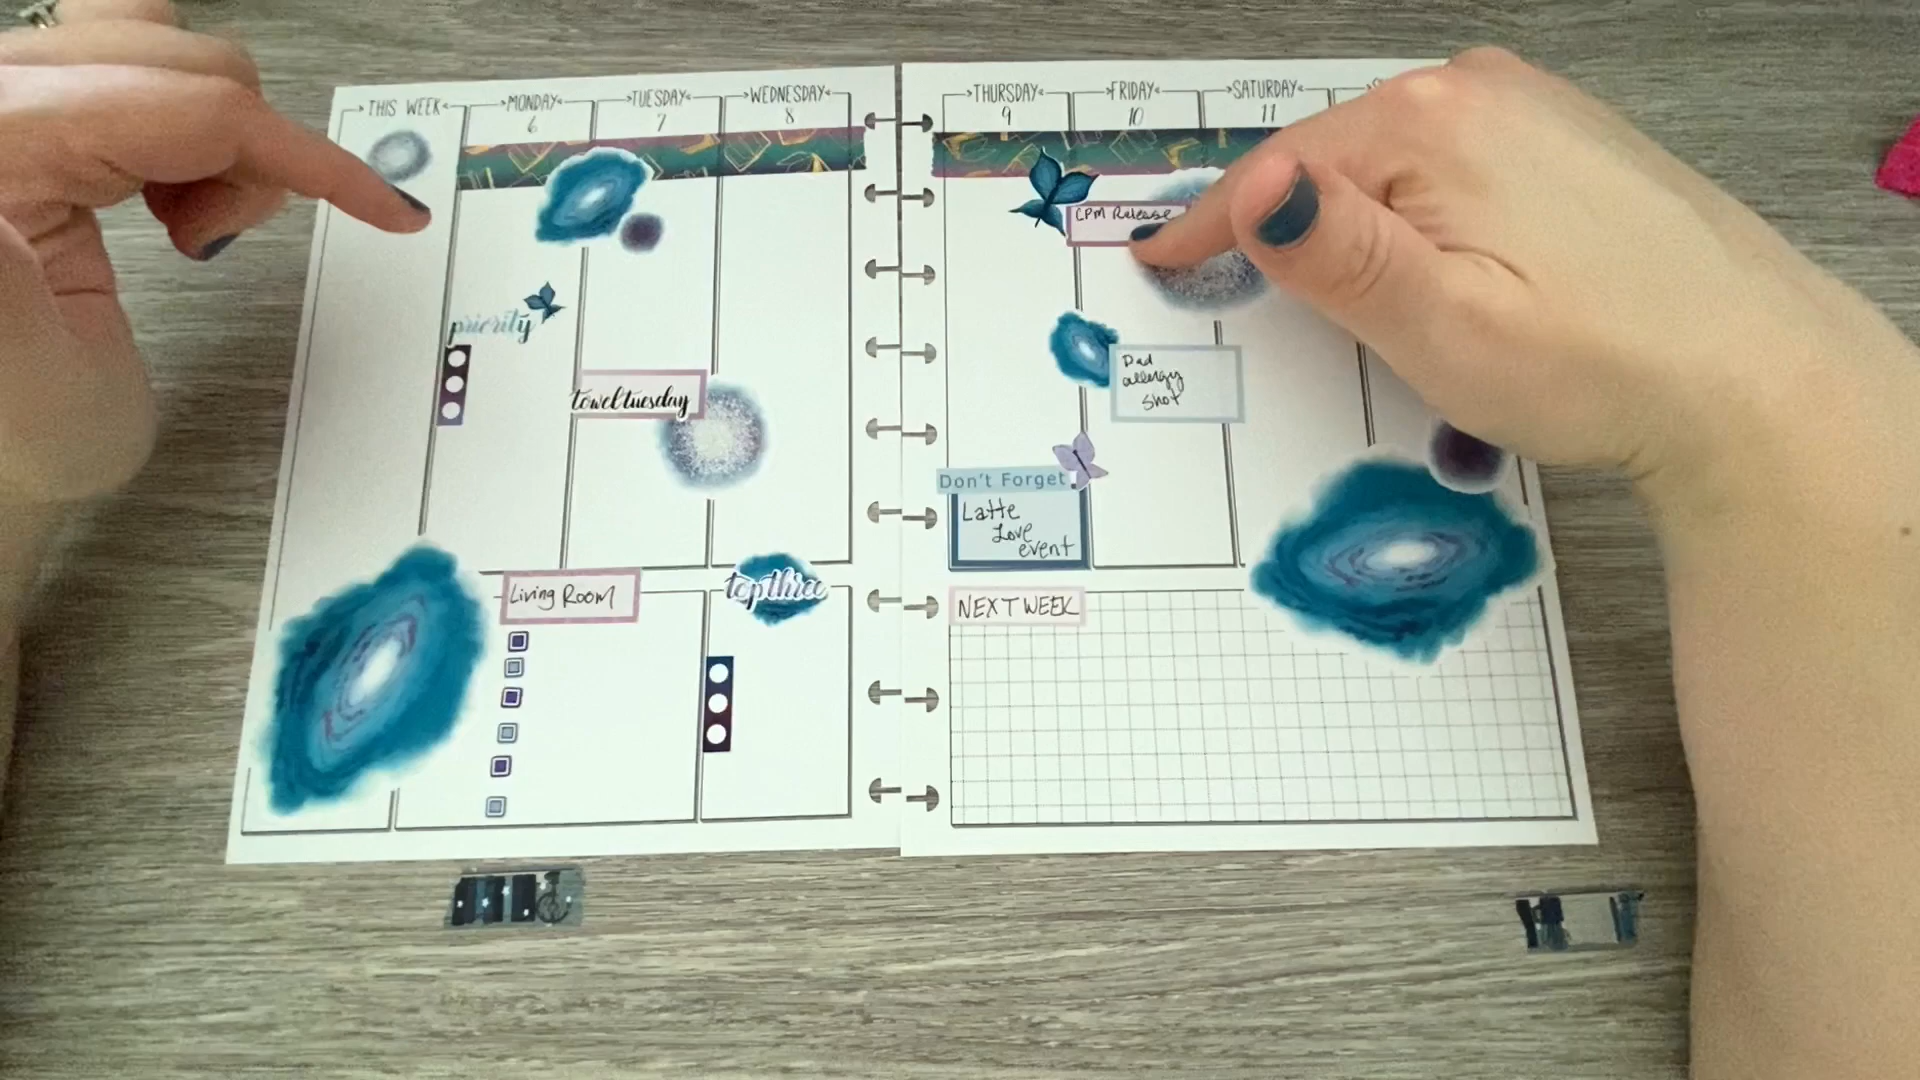 THIS WEEK
MONDAY
TUESDAY
WEDNESDAY
6
7
8
priority
towel tuesday
Living Room
top three
THURSDAY
FRIDAY
SATURDAY
9
10
11
CPM Release
Dad
allergy
shot
Don't Forget
Latte
Love
event
NEXT WEEK